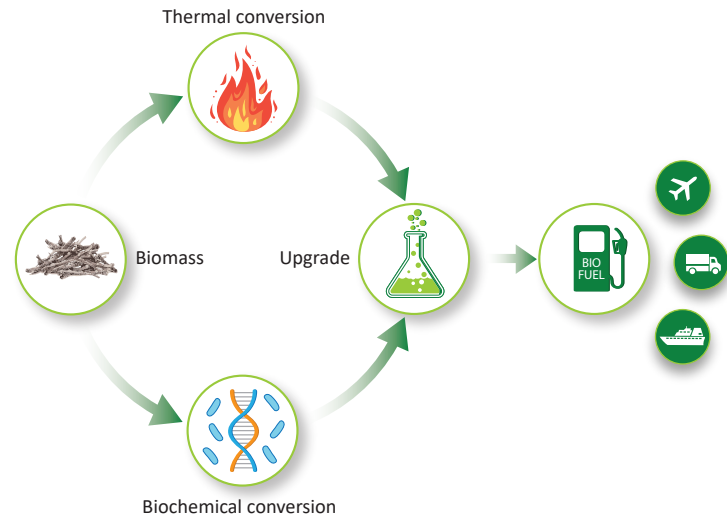 Thermal conversion
Biomass
Upgrade
BIO
FUEL
Biochemical conversion